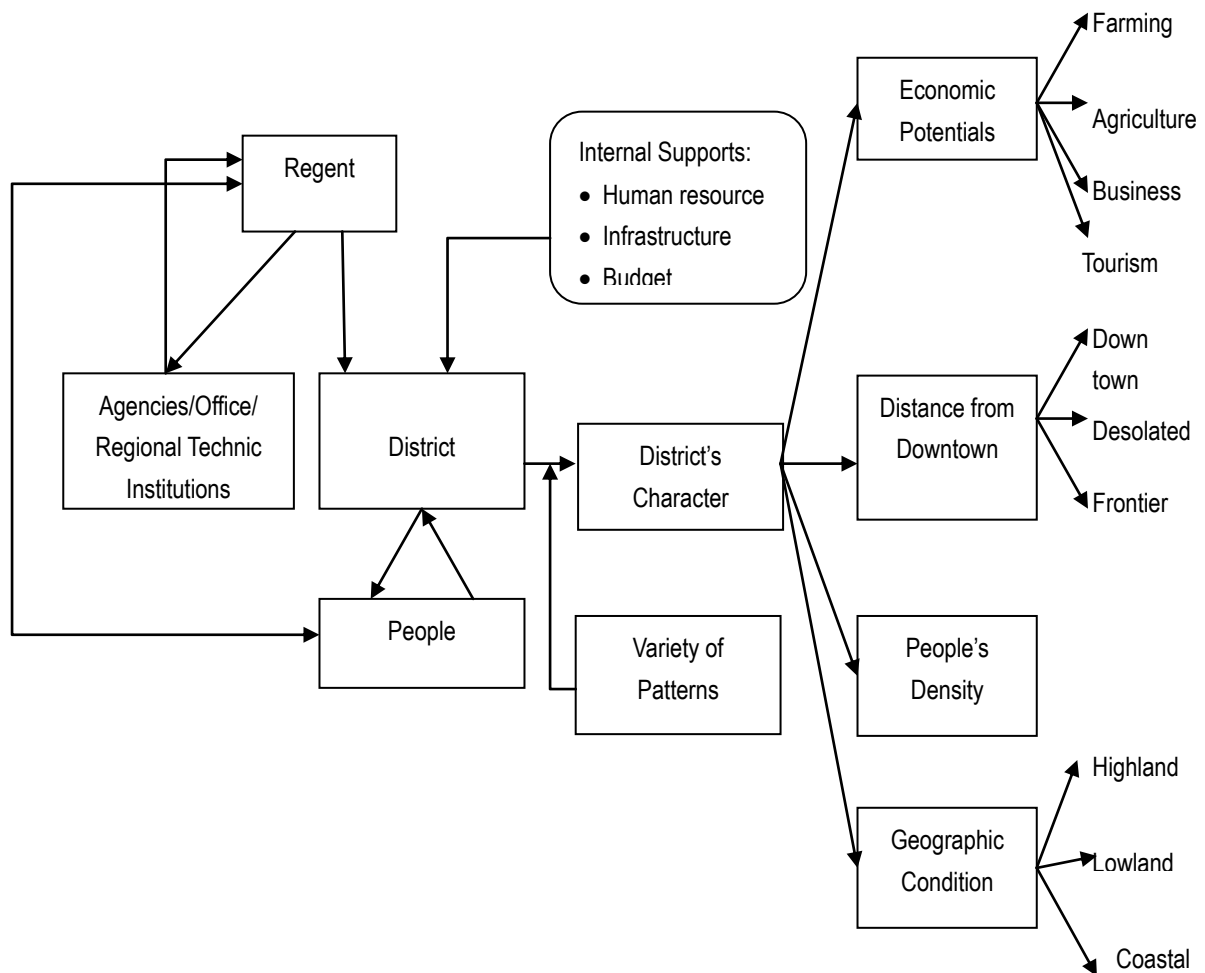 Regent
Internal Supports:
• Human resource
• Infrastructure
• Budget
Agencies/Office/
Regional Technic
Institutions
District
People
District's
Character
Variety of
Patterns
Economic
Potentials
Farming
Agriculture
Business
Tourism
Distance from
Downtown
Down
town
Desolated
Frontier
People's
Density
Geographic
Condition
Highland
Lowland
Coastal